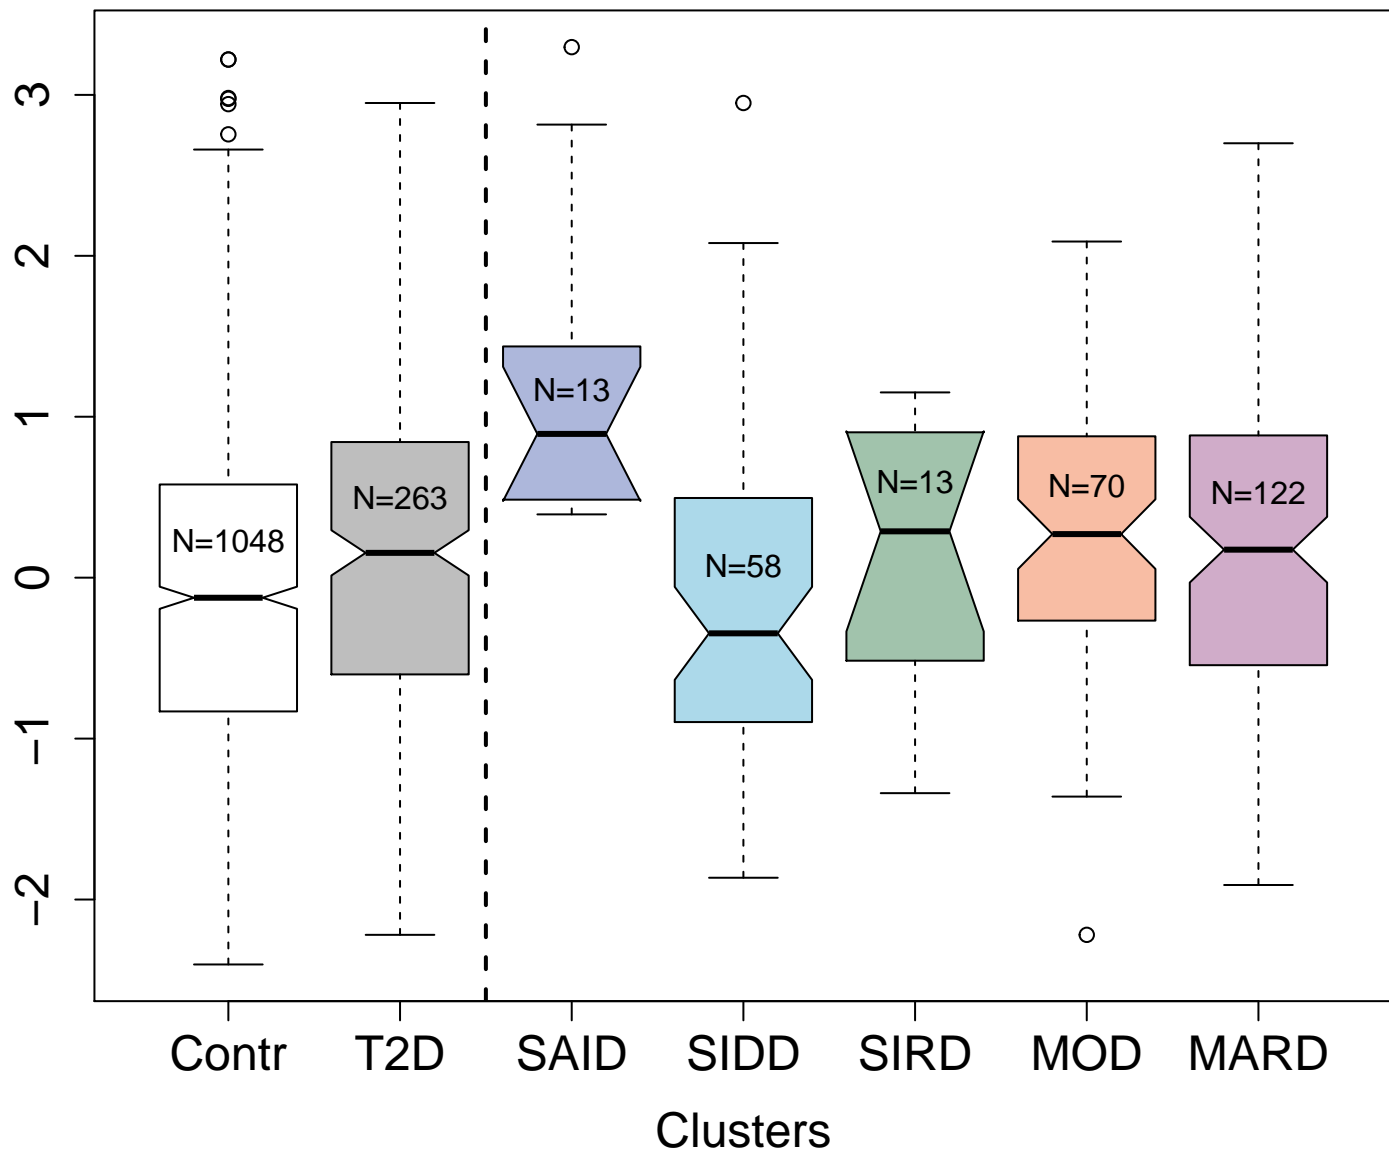 3
2
1
0
−1
−2
N=1048
N=263
N=13
N=58
N=13
N=70
N=122
Contr T2D SAID SIDD SIRD MOD MARD
Clusters